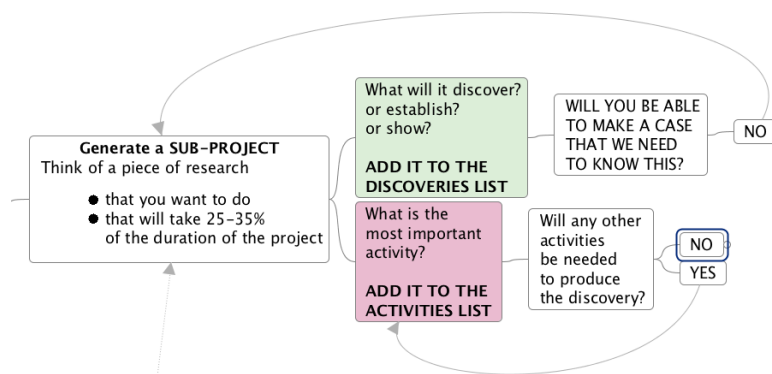 Generate a SUB-PROJECT
Think of a piece of research
● that you want to do
● that will take 25-35%
of the duration of the project
What will it discover?
or establish?
or show?
ADD IT TO THE
DISCOVERIES LIST
WILL YOU BE ABLE
TO MAKE A CASE
THAT WE NEED
TO KNOW THIS?
NO
What is the
most important
activity?
ADD IT TO THE
ACTIVITIES LIST
Will any other
activities
be needed
to produce
the discovery?
NO
YES